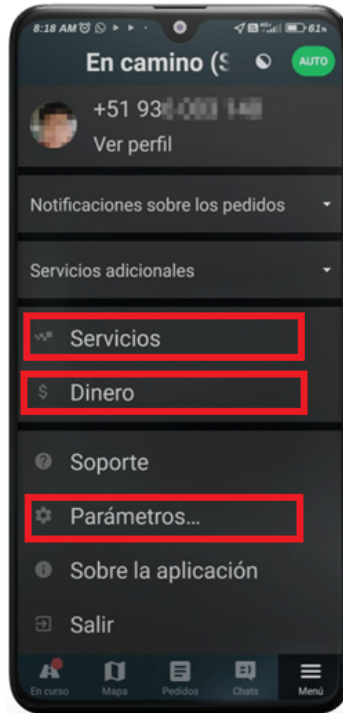 8:18 AM
61%
En camino (S
AUTO
+51 93
Ver perfil
Notificaciones sobre los pedidos
Servicios adicionales
Servicios
$ Dinero
Soporte
Parámetros...
Sobre la aplicación
Salir
En curso
Mapa
Pedidos
Chats
Menú